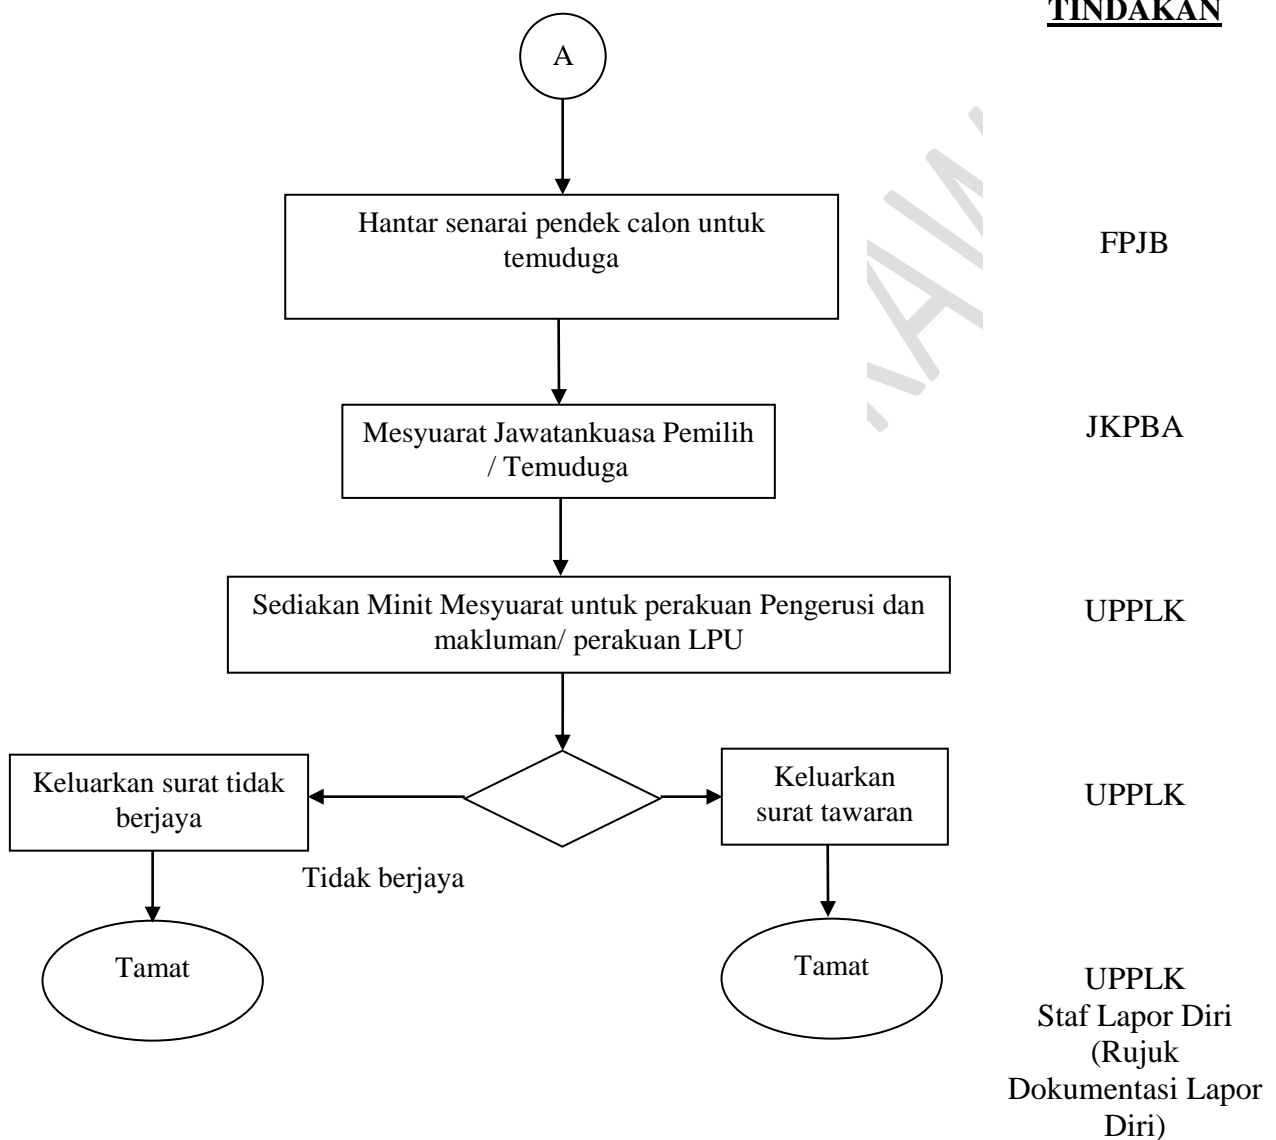 TINDAKAN
A
Hantar senarai pendek calon untuk
temuduga
FPJB
Mesyuarat Jawatankuasa Pemilih
/ Temuduga
JKPBA
Sediakan Minit Mesyuarat untuk perakuan Pengerusi dan
makluman/ perakuan LPU
UPPLK
Keluarkan surat tidak
berjaya
Keluarkan
surat tawaran
UPPLK
Tidak berjaya
Tamat
Tamat
UPPLK
Staf Lapor Diri
(Rujuk
Dokumentasi Lapor
Diri)